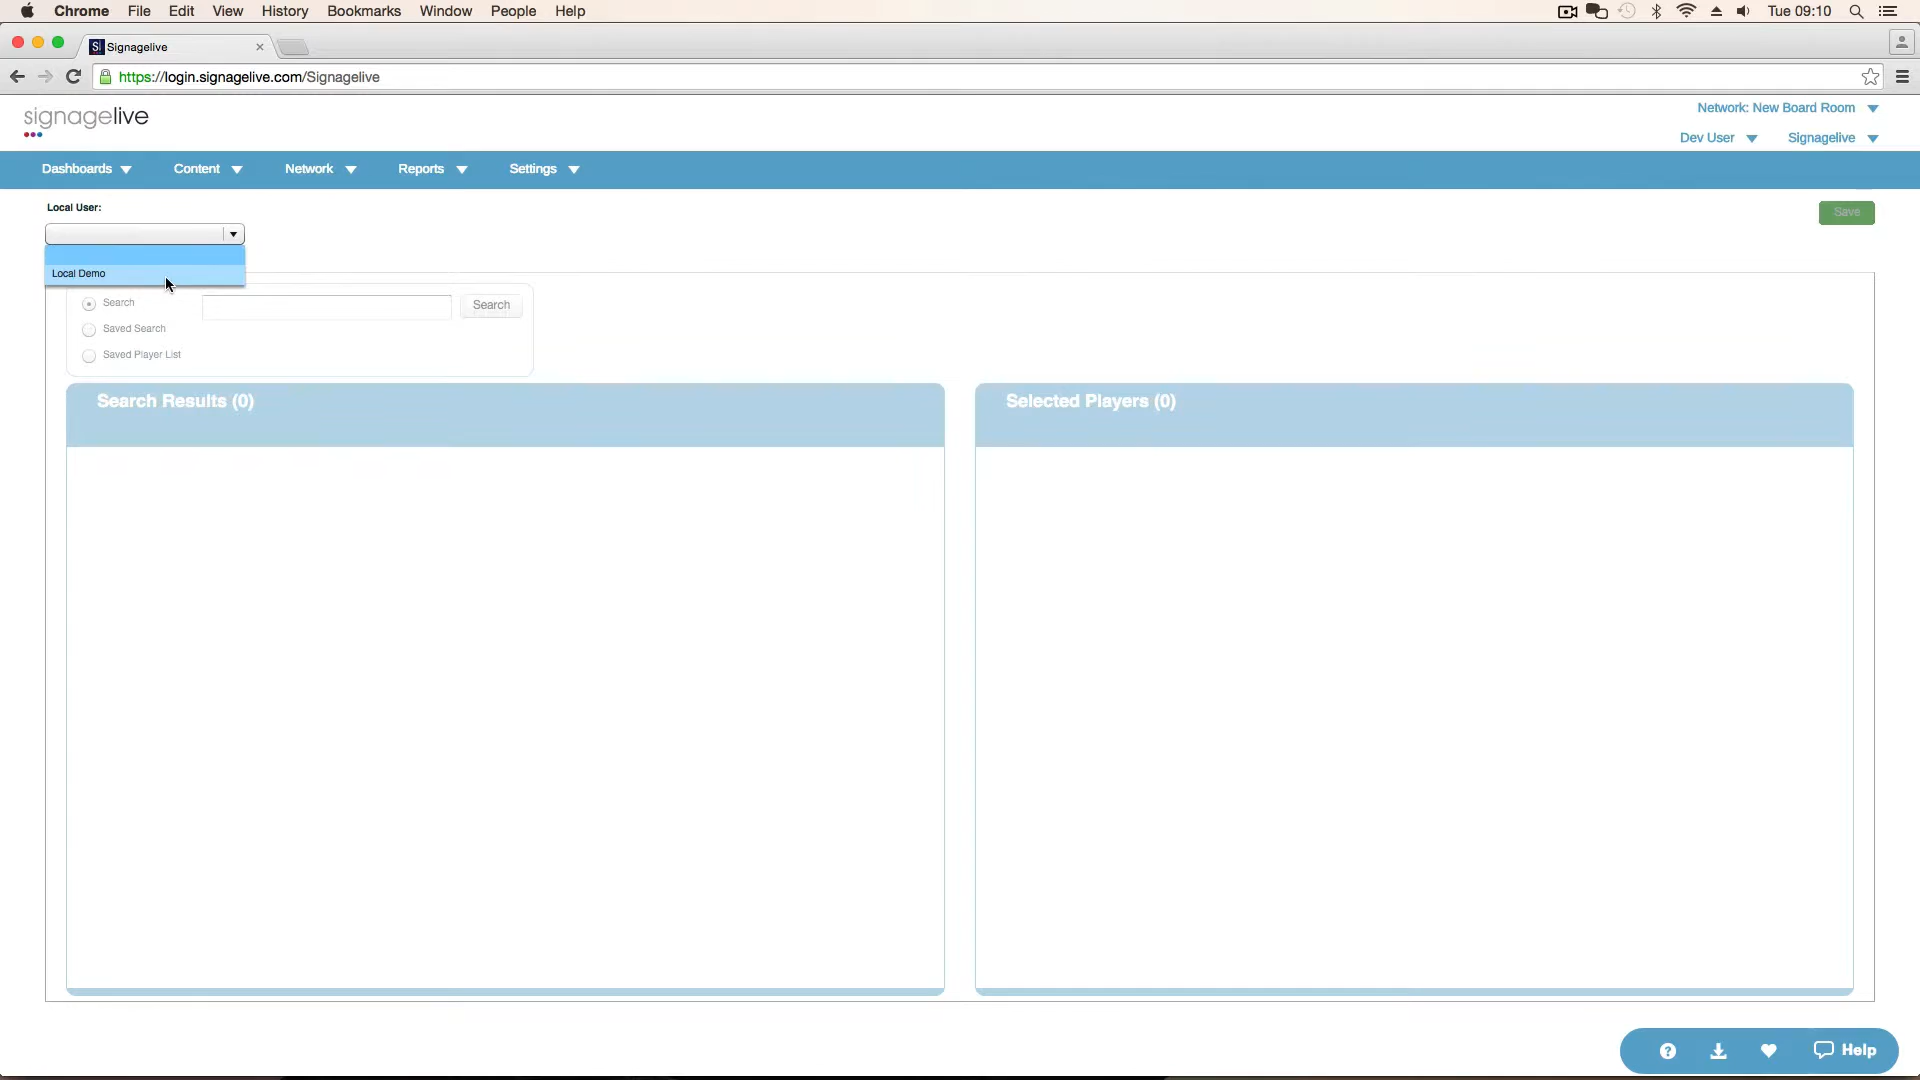 Chrome File Edit View History Bookmarks Window People Help Tue 09:10
Signagelive
https://login.signagelive.com/Signagelive
signagelive
Network: New Board Room
Dev User Signagelive
Dashboards Content Network Reports Settings
Local User:
Save
Local Demo
Search Search
Saved Search
Saved Player List
Search Results (0) Selected Players (0)
Help